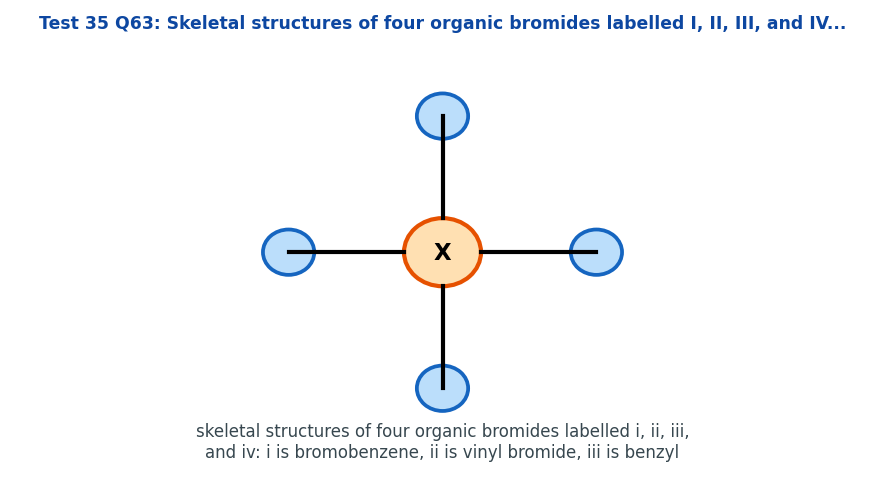 Test 35 Q63: Skeletal structures of four organic bromides labelled I, II, III, and IV...
X
skeletal structures of four organic bromides labelled i, ii, iii,
and iv: i is bromobenzene, ii is vinyl bromide, iii is benzyl